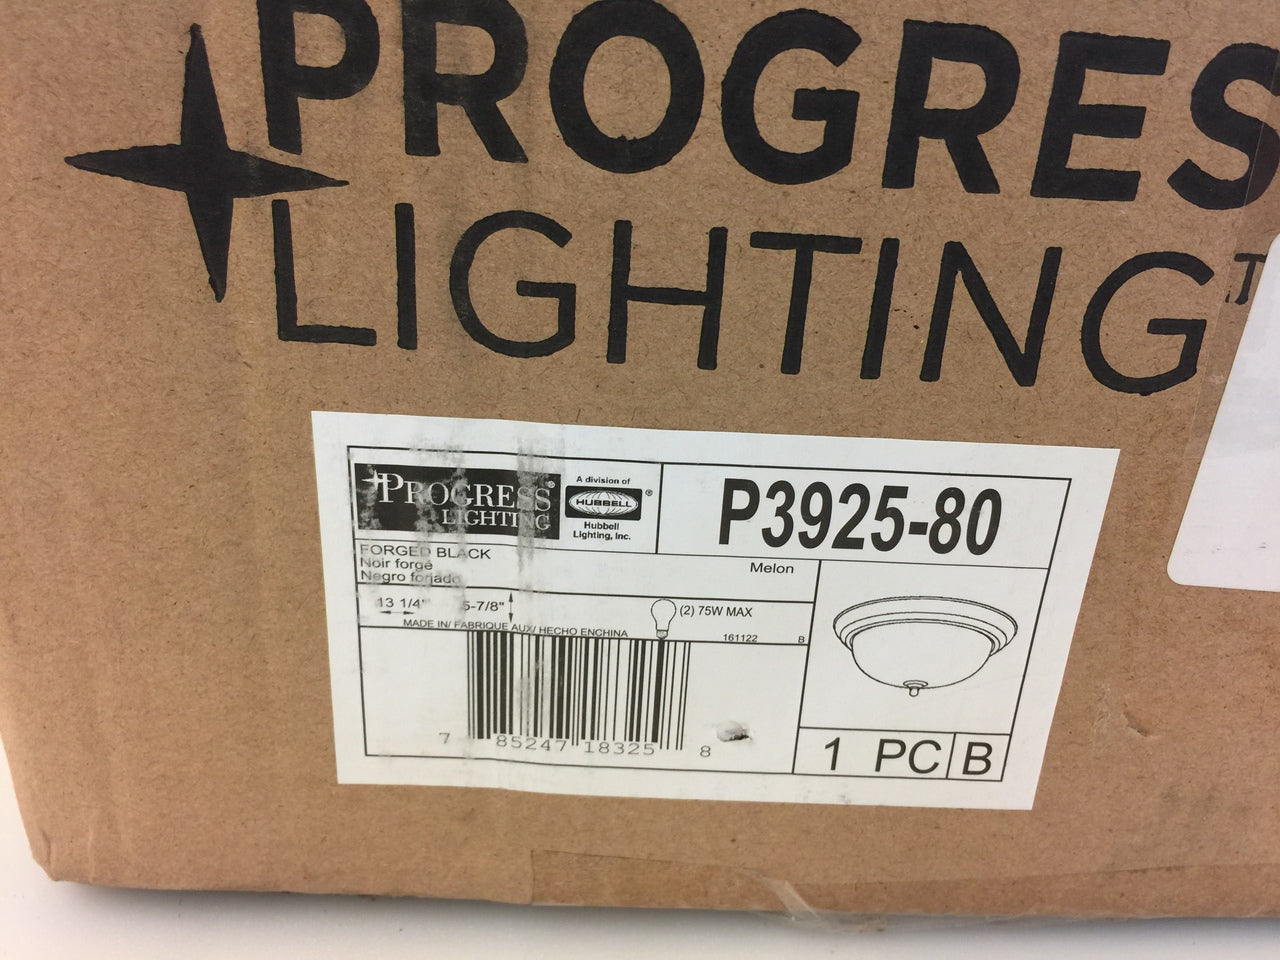 PROGRES
LIGHTING
PROGRESS®
LIGHTING
A division of
HUBBELL ®
Hubbell
Lighting, Inc.
P3925-80
FORGED BLACK
Noir forgé
Negro forjado
Melon
13 1/4" 5-7/8"
(2) 75W MAX
MADE IN/ FABRIQUE AUX/ HECHO ENCHINA
161122 B
7 85247 18325 8
1 PC B